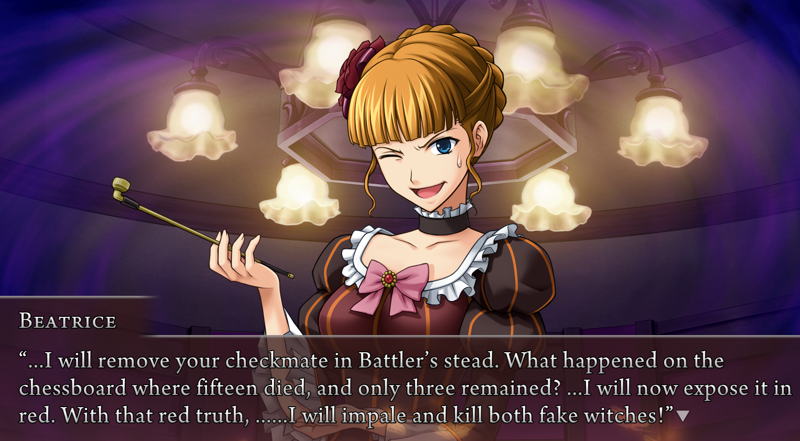 Beatrice
“...I will remove your checkmate in Battler’s stead. What happened on the
chessboard where fifteen died, and only three remained? ...I will now expose it in
red. With that red truth, ......I will impale and kill both fake witches!”